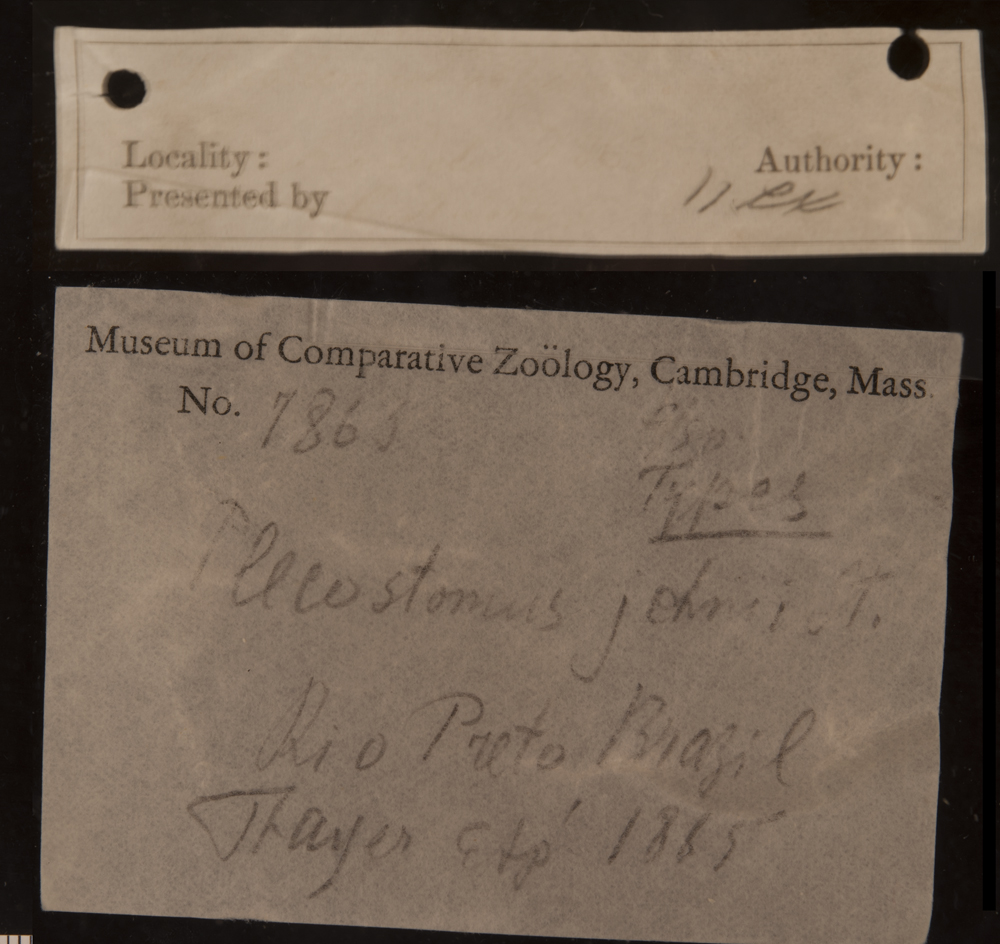 Locality :
Authority :
Presented by
11 ex
Museum of Comparative Zoölogy, Cambridge, Mass.
No. 7863
Types
Plecostomus johnii St.
Rio Preto Brazil
Thayer Exp' 1865